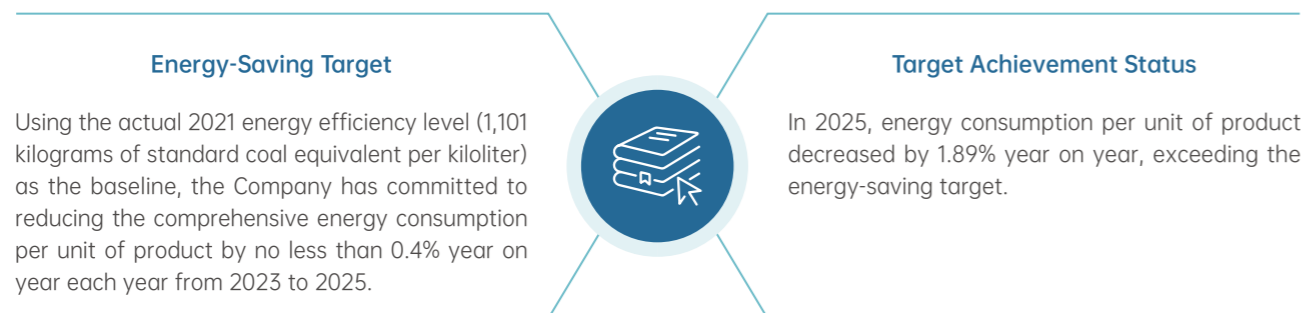 Energy-Saving Target
Using the actual 2021 energy efficiency level (1,101
kilograms of standard coal equivalent per kiloliter)
as the baseline, the Company has committed to
reducing the comprehensive energy consumption
per unit of product by no less than 0.4% year on
year each year from 2023 to 2025.
Target Achievement Status
In 2025, energy consumption per unit of product
decreased by 1.89% year on year, exceeding the
energy-saving target.